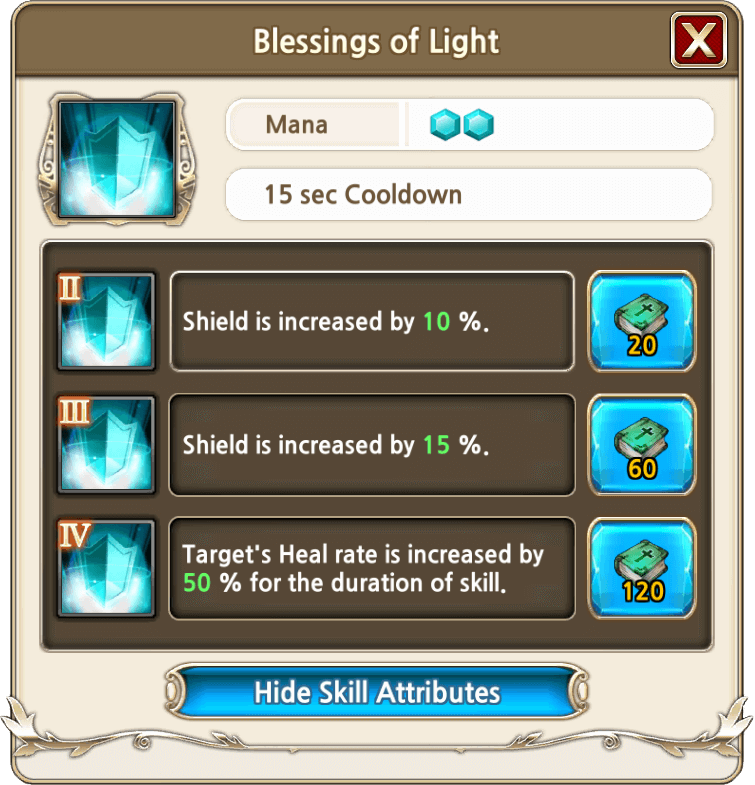 Blessings of Light
X
Mana
15 sec Cooldown
II
Shield is increased by 10 %.
20
III
Shield is increased by 15 %.
60
IV
Target's Heal rate is increased by
50 % for the duration of skill.
120
Hide Skill Attributes